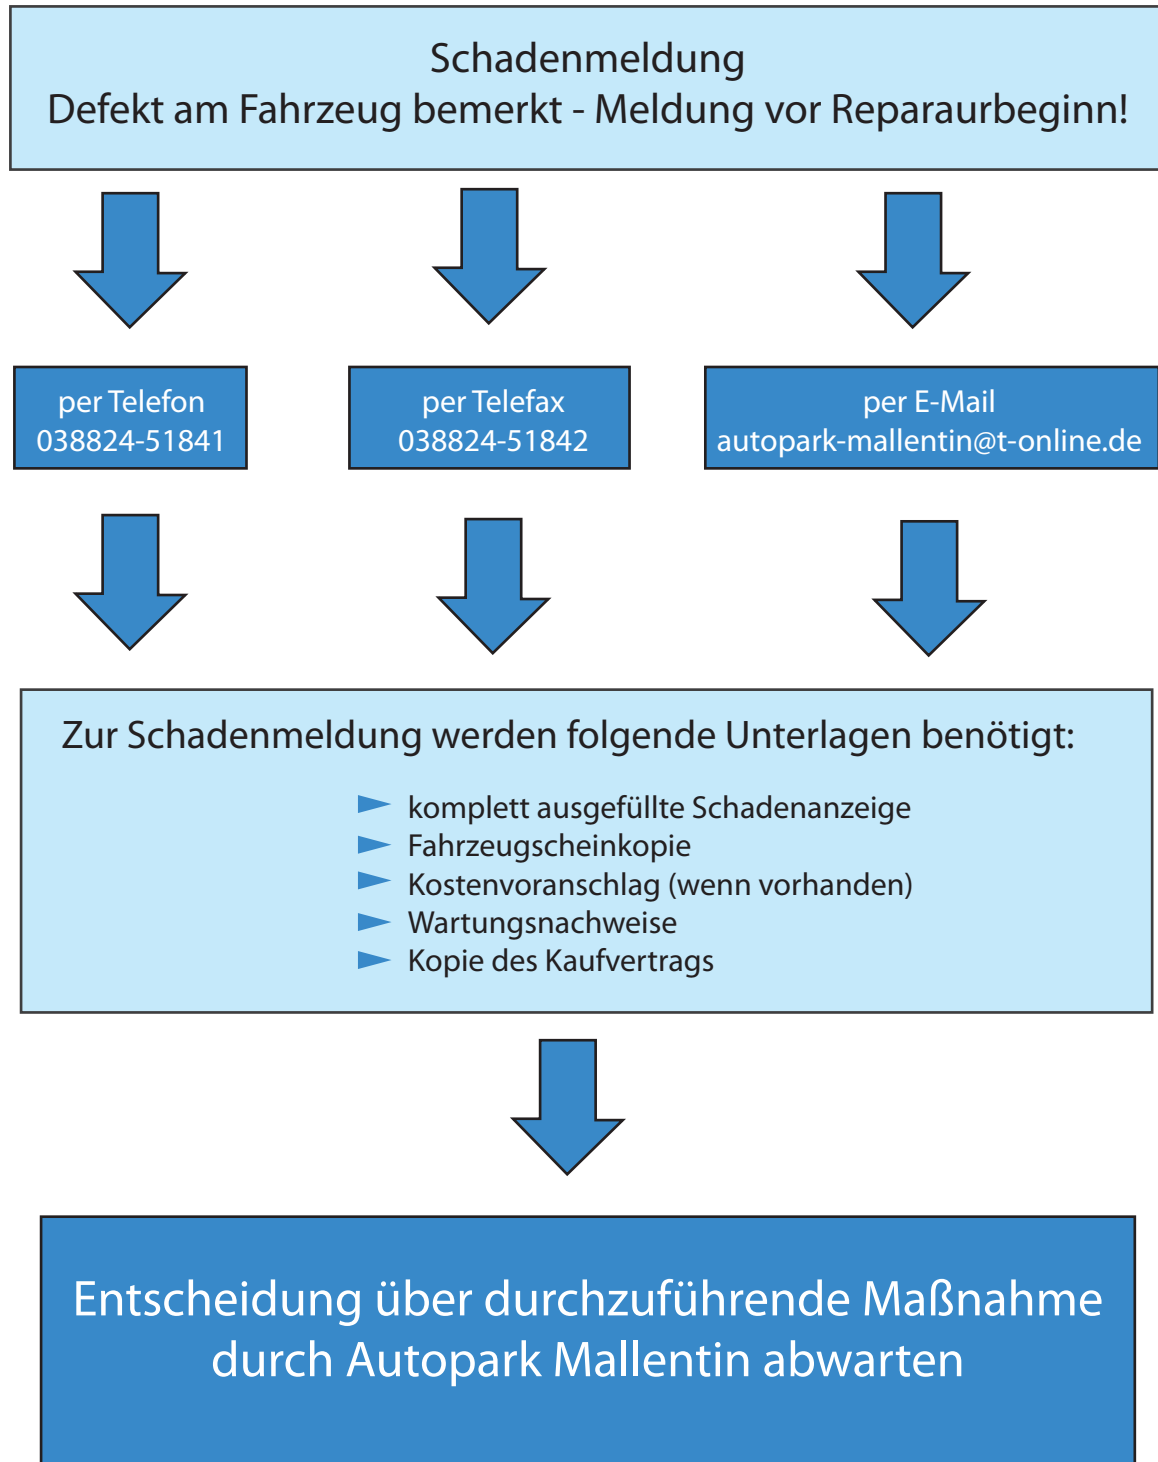 Schadenmeldung
Defekt am Fahrzeug bemerkt - Meldung vor Reparaurbeginn!
per Telefon
038824-51841
per Telefax
038824-51842
per E-Mail
autopark-mallentin@t-online.de
Zur Schadenmeldung werden folgende Unterlagen benötigt:
komplett ausgefüllte Schadenanzeige
Fahrzeugscheinkopie
Kostenvoranschlag (wenn vorhanden)
Wartungsnachweise
Kopie des Kaufvertrags
Entscheidung über durchzuführende Maßnahme
durch Autopark Mallentin abwarten